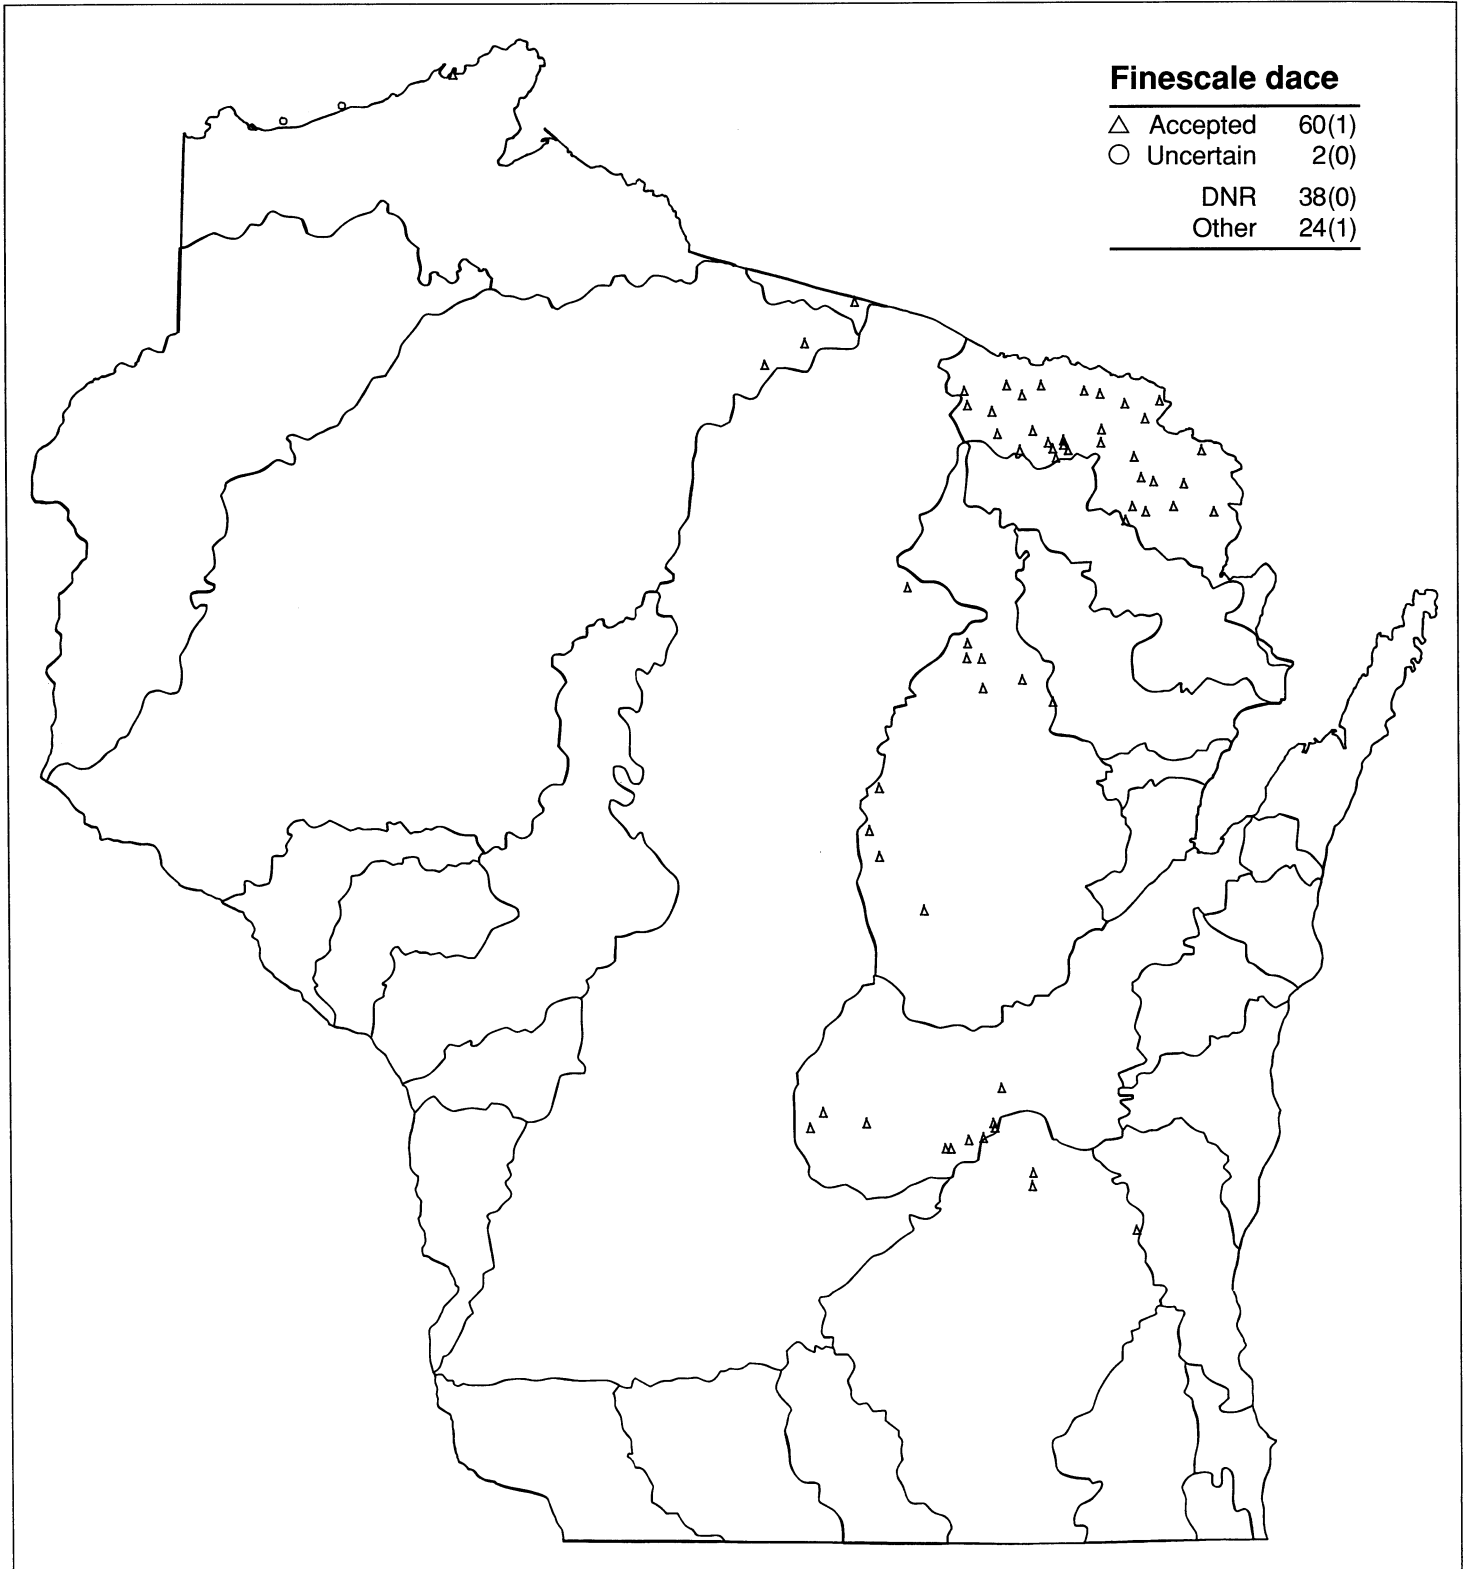 Finescale dace
△ Accepted 60(1)
○ Uncertain 2(0)
DNR 38(0)
Other 24(1)